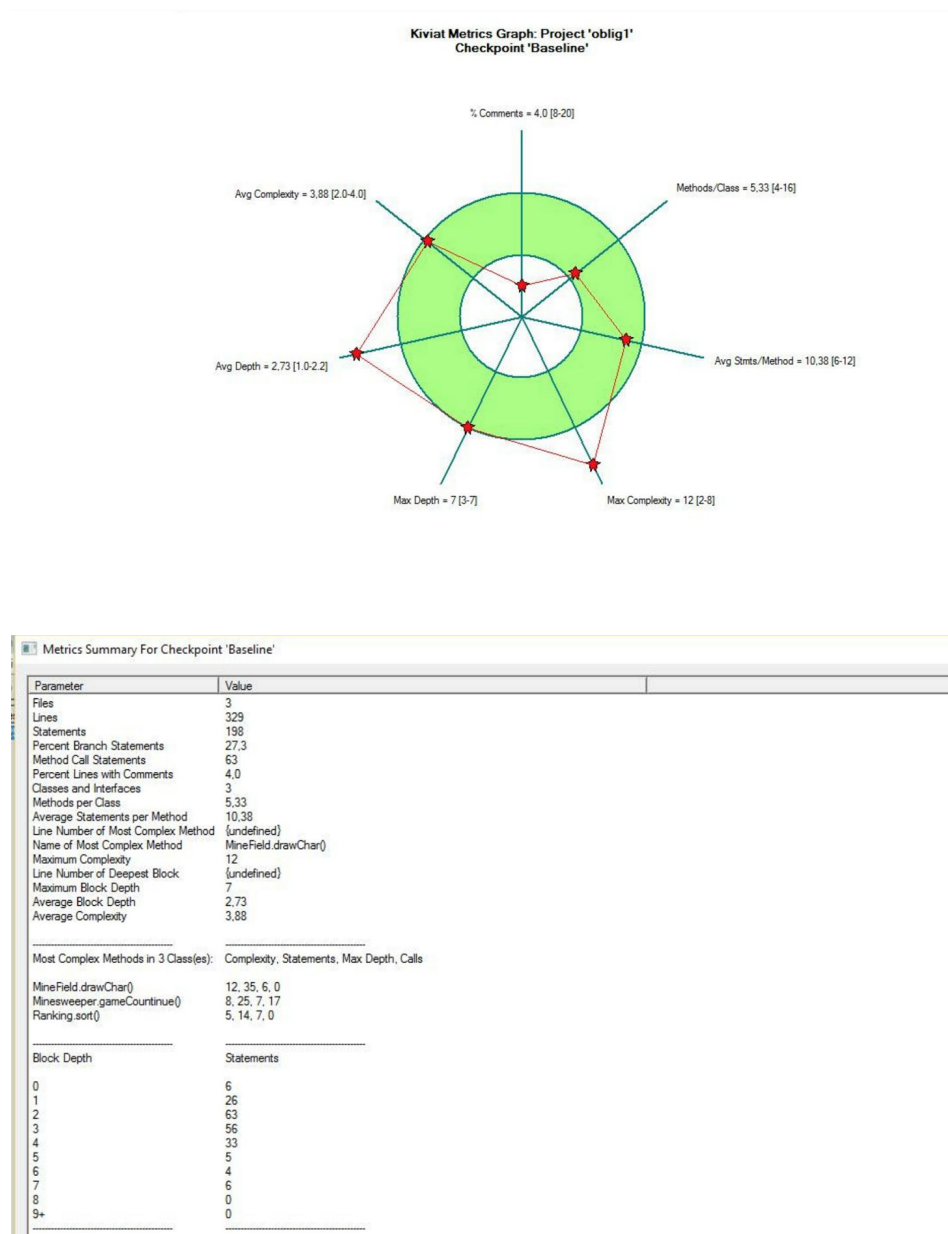 Kiviat Metrics Graph: Project 'oblig1'
Checkpoint 'Baseline'
% Comments = 4,0 [8-20]
Avg Complexity = 3,88 [2.0-4.0]
Methods/Class = 5,33 [4-16]
Avg Depth = 2,73 [1.0-2.2]
Avg Stmts/Method = 10,38 [6-12]
Max Depth = 7 [3-7]
Max Complexity = 12 [2-8]
Metrics Summary For Checkpoint 'Baseline'
Parameter Value
Files 3
Lines 329
Statements 198
Percent Branch Statements 27,3
Method Call Statements 63
Percent Lines with Comments 4,0
Classes and Interfaces 3
Methods per Class 5,33
Average Statements per Method 10,38
Line Number of Most Complex Method {undefined}
Name of Most Complex Method MineField.drawChar()
Maximum Complexity 12
Line Number of Deepest Block {undefined}
Maximum Block Depth 7
Average Block Depth 2,73
Average Complexity 3,88
Most Complex Methods in 3 Class(es): Complexity, Statements, Max Depth, Calls
MineField.drawChar() 12, 35, 6, 0
Minesweeper.gameCountinue() 8, 25, 7, 17
Ranking.sort() 5, 14, 7, 0
Block Depth Statements
0 6
1 26
2 63
3 56
4 33
5 5
6 4
7 6
8 0
9+ 0